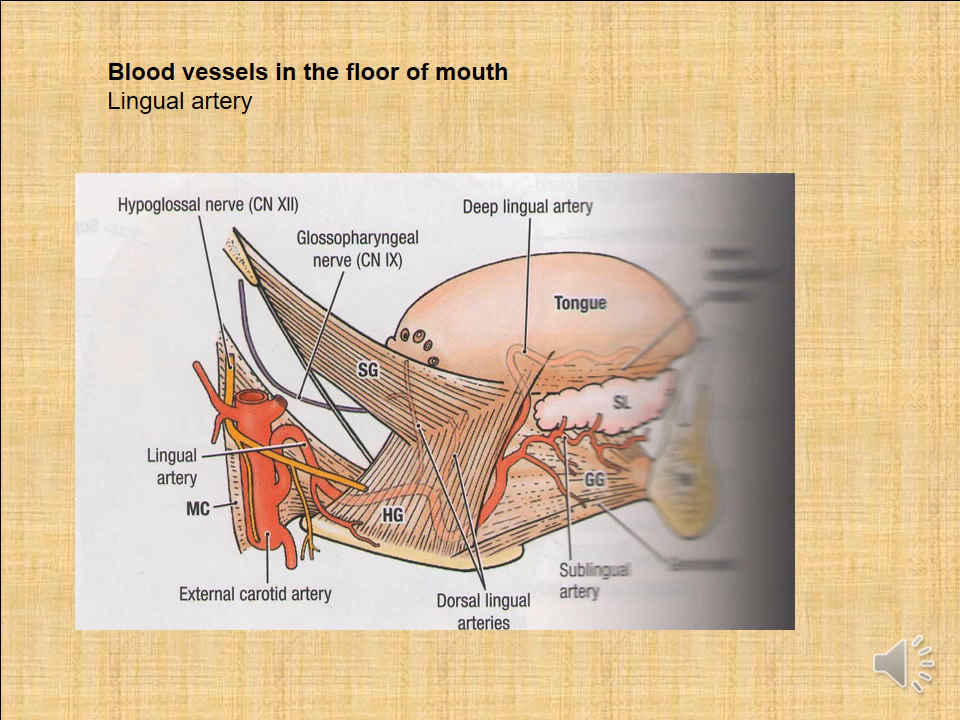 Blood vessels in the floor of mouth
Lingual artery
Hypoglossal nerve (CN XII)
Glossopharyngeal
nerve (CN IX)
Deep lingual artery
Tongue
SG
SL
Lingual
artery
MC
HG
GG
External carotid artery
Dorsal lingual
arteries
Sublingual
artery